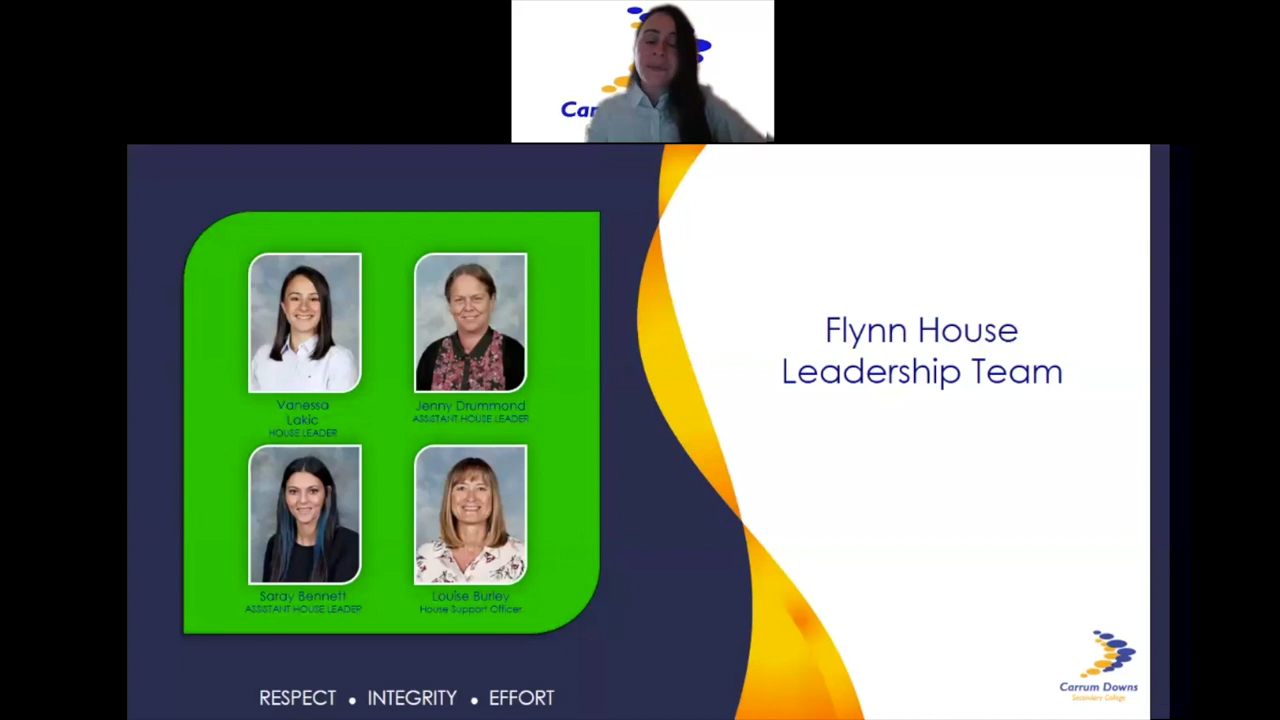 Car
Flynn House
Leadership Team
Vanessa
Lakic
HOUSE LEADER
Jenny Drummond
ASSISTANT HOUSE LEADER
Saray Bennett
ASSISTANT HOUSE LEADER
Louise Burley
House Support Officer
RESPECT • INTEGRITY • EFFORT
Carrum Downs
Secondary College